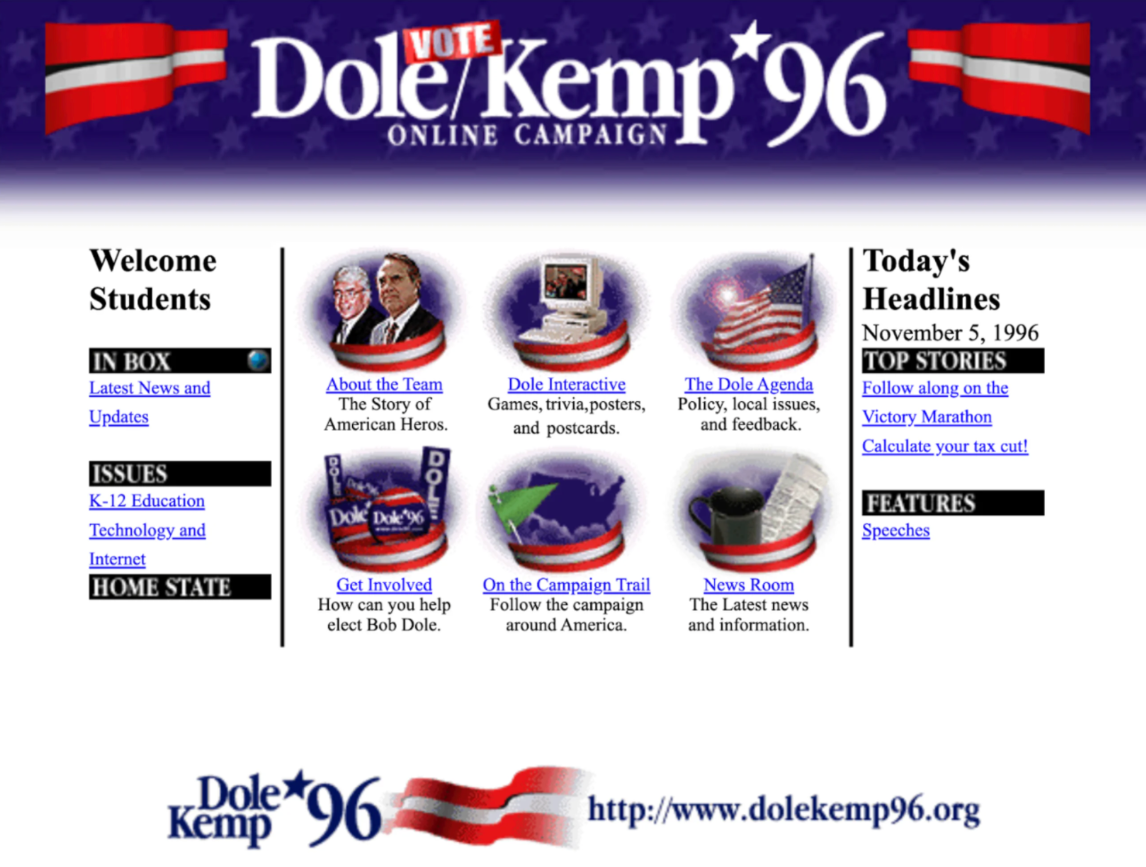 VOTE
Dole/Kemp '96
ONLINE CAMPAIGN
Welcome
Students
IN BOX
Latest News and
Updates
ISSUES
K-12 Education
Technology and
Internet
HOME STATE
About the Team
The Story of
American Heros.
Dole Interactive
Games, trivia,posters,
and postcards.
The Dole Agenda
Policy, local issues,
and feedback.
DOLE
DOLE
Dole
Dole'96
Get Involved
How can you help
elect Bob Dole.
On the Campaign Trail
Follow the campaign
around America.
News Room
The Latest news
and information.
Today's
Headlines
November 5, 1996
TOP STORIES
Follow along on the
Victory Marathon
Calculate your tax cut!
FEATURES
Speeches
Dole
Kemp '96
http://www.dolekemp96.org